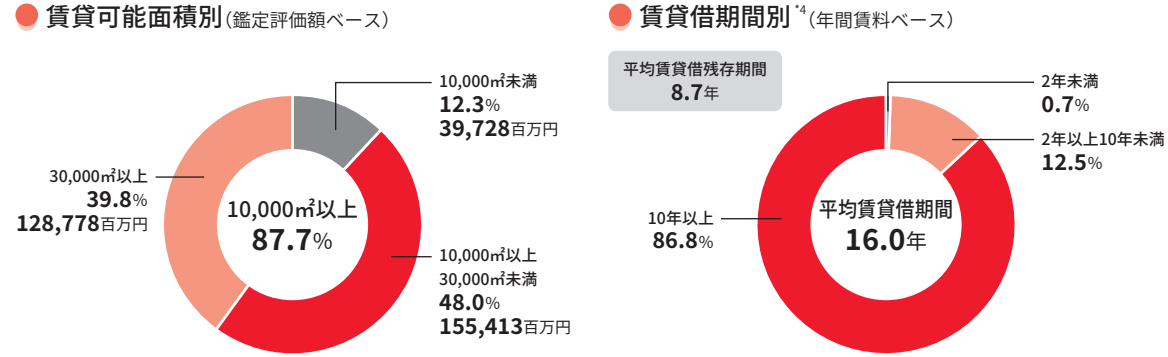 賃貸可能面積別（鑑定評価額ベース）
10,000㎡未満
12.3%
39,728百万円
30,000㎡以上
39.8%
128,778百万円
10,000㎡以上
87.7%
10,000㎡以上
30,000㎡未満
48.0%
155,413百万円
賃貸借期間別*4（年間賃料ベース）
平均賃貸借残存期間
8.7年
2年未満
0.7%
2年以上10年未満
12.5%
10年以上
86.8%
平均賃貸借期間
16.0年